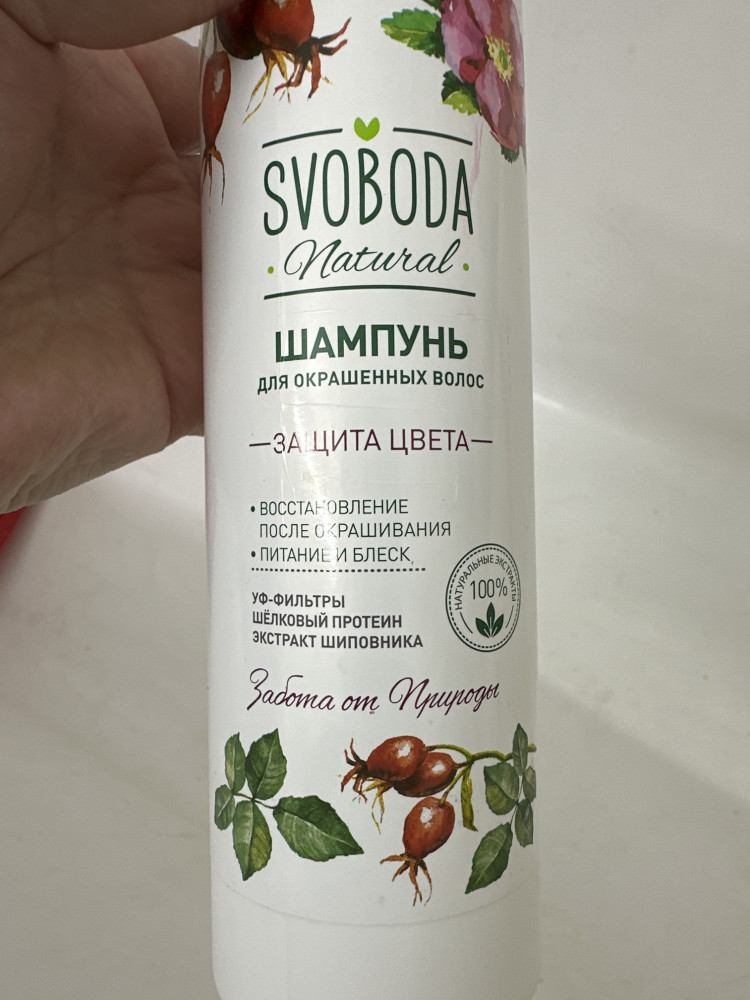 SVOBODA
Natural
ШАМПУНЬ
ДЛЯ ОКРАШЕННЫХ ВОЛОС
ЗАЩИТА ЦВЕТА
• ВОССТАНОВЛЕНИЕ
ПОСЛЕ ОКРАШИВАНИЯ
• ПИТАНИЕ И БЛЕСК
НАТУРАЛЬНЫЕ ЭКСТРАКТЫ
100%
УФ-ФИЛЬТРЫ
ШЁЛКОВЫЙ ПРОТЕИН
ЭКСТРАКТ ШИПОВНИКА
Забота от Природы